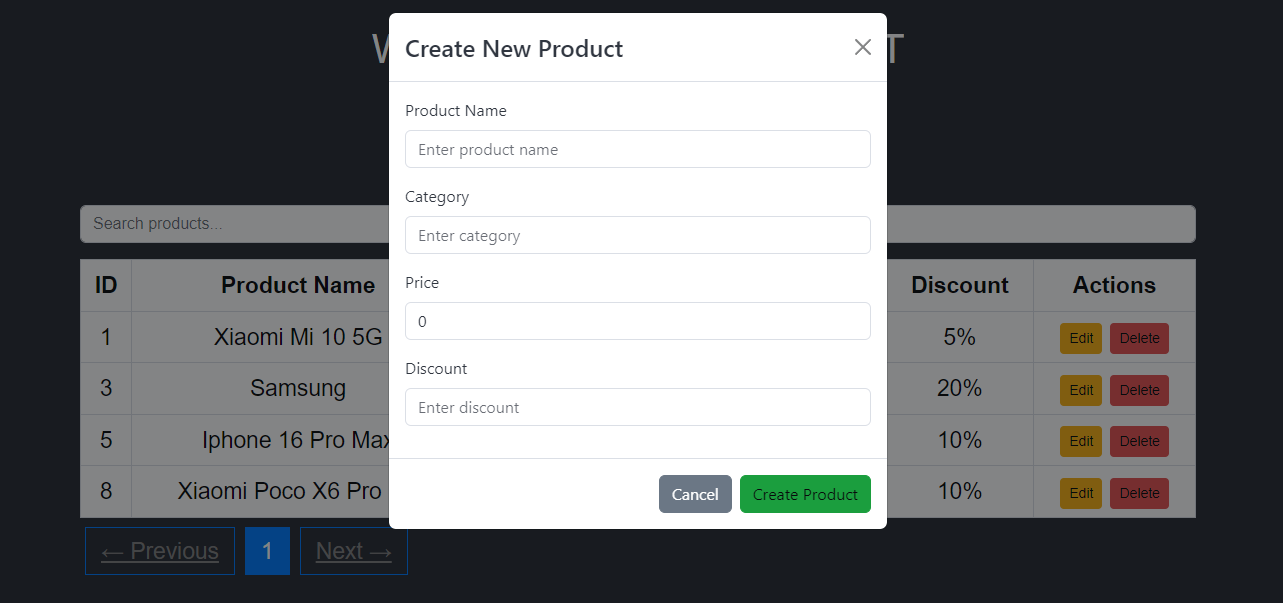 Create New Product
Product Name
Enter product name
Category
Enter category
Price
0
Discount
Enter discount
Cancel Create Product
Search products...
ID Product Name Discount Actions
1 Xiaomi Mi 10 5G 5% Edit Delete
3 Samsung 20% Edit Delete
5 Iphone 16 Pro Max 10% Edit Delete
8 Xiaomi Poco X6 Pro 10% Edit Delete
← Previous 1 Next →